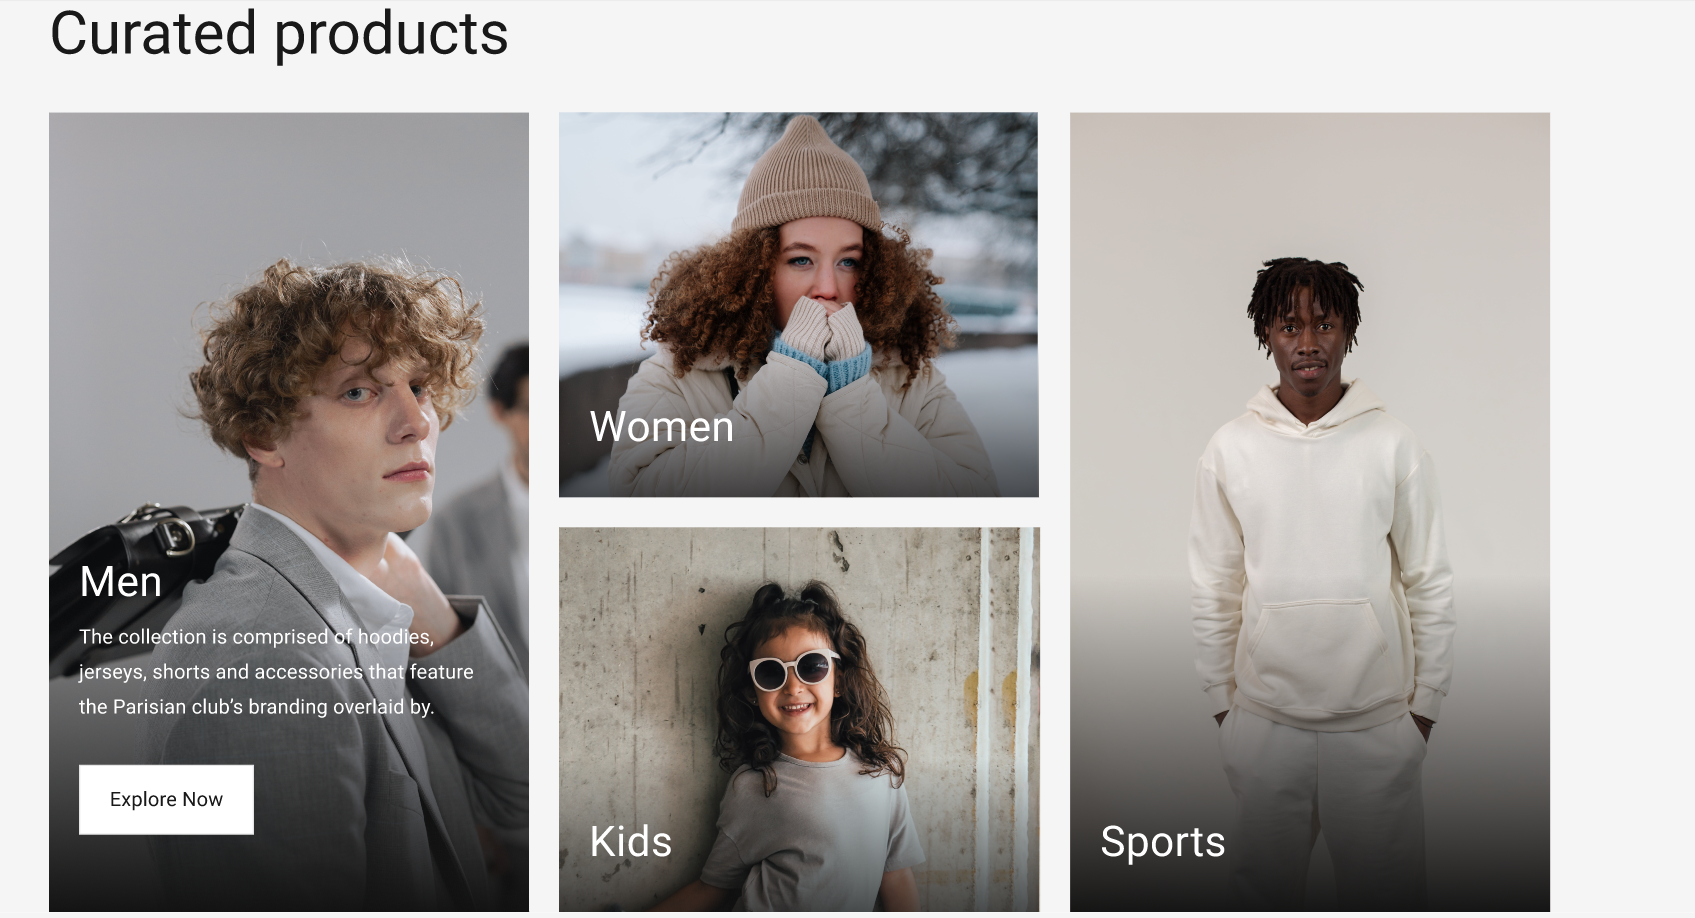 Curated products
Men
The collection is comprised of hoodies,
jerseys, shorts and accessories that feature
the Parisian club’s branding overlaid by.
Explore Now
Women
Kids
Sports